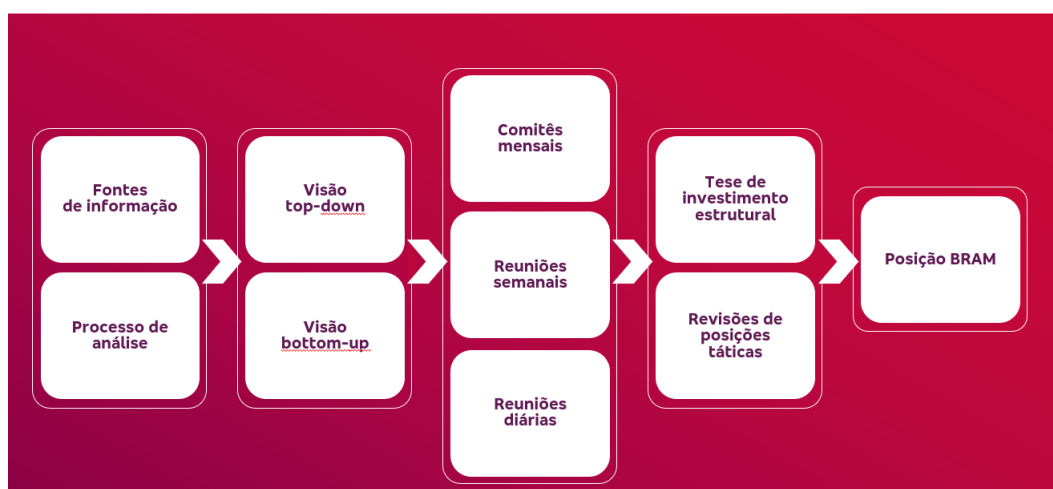 Fontes
de informação
Processo de
análise
Visão
top-down
Visão
bottom-up
Comitês
mensais
Reuniões
semanais
Reuniões
diárias
Tese de
investimento
estrutural
Revisões de
posições
táticas
Posição BRAM